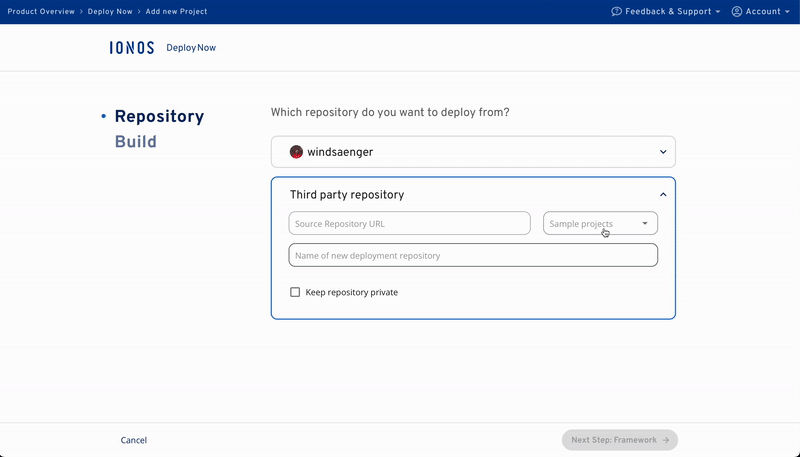 Product Overview > Deploy Now > Add new Project
Feedback & Support
Account
IONOS Deploy Now
Repository
Build
Which repository do you want to deploy from?
windsaenger
Third party repository
Source Repository URL
Sample projects
Name of new deployment repository
Keep repository private
Cancel
Next Step: Framework →